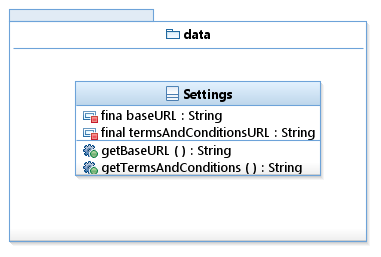 data
Settings
fina baseURL : String
final termsAndConditionsURL : String
getBaseURL ( ) : String
getTermsAndConditions ( ) : String